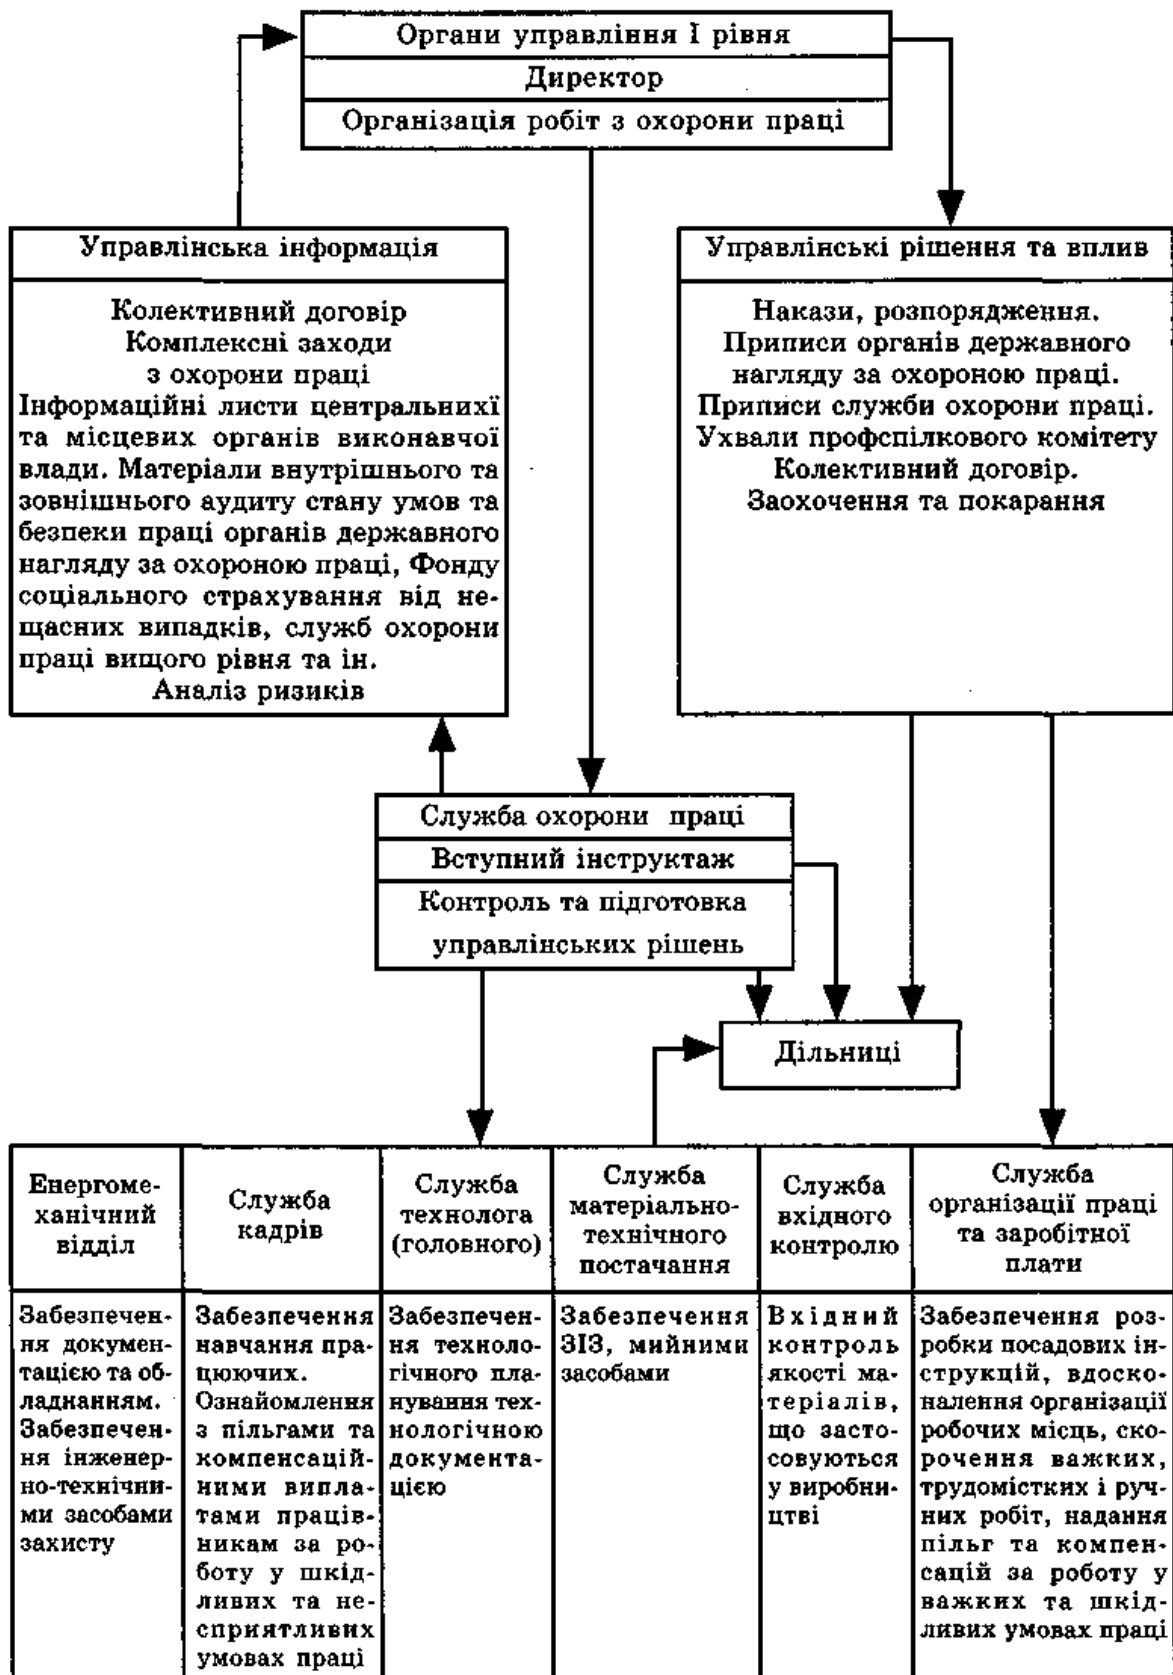 Органи управління І рівня
Директор
Організація робіт з охорони праці
Управлінська інформація
Колективний договір
Комплексні заходи
з охорони праці
Інформаційні листи центральнихї
та місцевих органів виконавчої
влади. Матеріали внутрішнього та
зовнішнього аудиту стану умов та
безпеки праці органів державного
нагляду за охороною праці, Фонду
соціального страхування від не-
щасних випадків, служб охорони
праці вищого рівня та ін.
Аналіз ризиків
Управлінські рішення та вплив
Накази, розпорядження.
Приписи органів державного
нагляду за охороною праці.
Приписи служби охорони праці.
Ухвали профспілкового комітету
Колективний договір.
Заохочення та покарання
Служба охорони праці
Вступний інструктаж
Контроль та підготовка
управлінських рішень
Дільниці
Енергоме-
ханічний
відділ
Служба
кадрів
Служба
технолога
(головного)
Служба
матеріально-
технічного
постачання
Служба
вхідного
контролю
Служба
організації праці
та заробітної
плати
Забезпечен-
ня докумен-
тацією та об-
ладнанням.
Забезпечен-
ня інженер-
но-технічни-
ми засобами
захисту
Забезпечення
навчання пра-
цюючих.
Ознайомлення
з пільгами та
компенсацій-
ними випла-
тами праців-
никам за ро-
боту у шкід-
ливих та не-
сприятливих
умовах праці
Забезпечен-
ня техноло-
гічного пла-
нування тех-
нологічною
документа-
цією
Забезпечення
ЗІЗ, мийними
засобами
Вхідний
контроль
якості ма-
теріалів,
що засто-
совуються
у виробни-
цтві
Забезпечення роз-
робки посадових ін-
струкцій, вдоско-
налення організації
робочих місць, ско-
рочення важких,
трудомістких і руч-
них робіт, надання
пільг та компен-
сацій за роботу у
важких та шкід-
ливих умовах праці